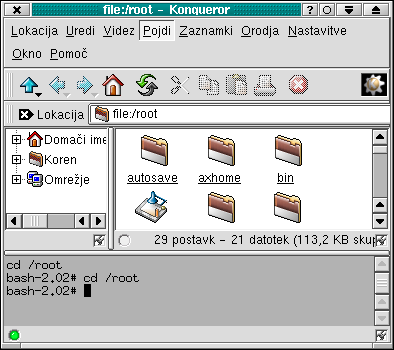 file:/root - Konqueror
Lokacija Uredi Videz Pojdi Zaznamki Orodja Nastavitve
Okno Pomoč
Lokacija file:/root
Domači ime
Koren
Omrežje
autosave axhome bin
29 postavk - 21 datotek (113,2 KB skup
cd /root
bash-2.02# cd /root
bash-2.02#